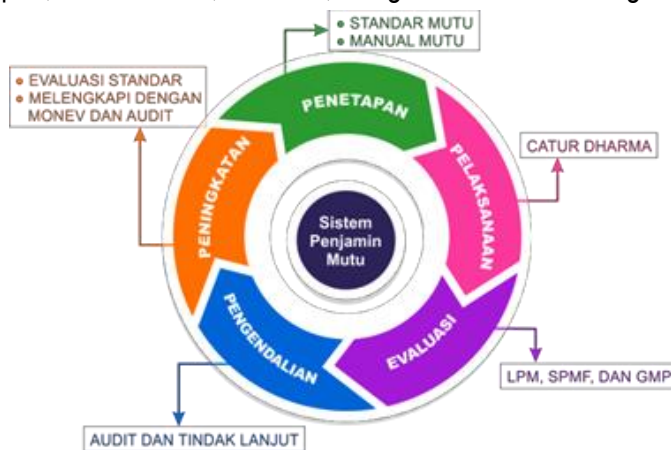 • STANDAR MUTU
• MANUAL MUTU
• EVALUASI STANDAR
• MELENGKAPI DENGAN
MONEV DAN AUDIT
PENETAPAN
CATUR DHARMA
PELAKSANAAN
PENINGKATAN
Sistem
Penjamin
Mutu
EVALUASI
PENGENDALIAN
LPM, SPMF, DAN GMP
AUDIT DAN TINDAK LANJUT